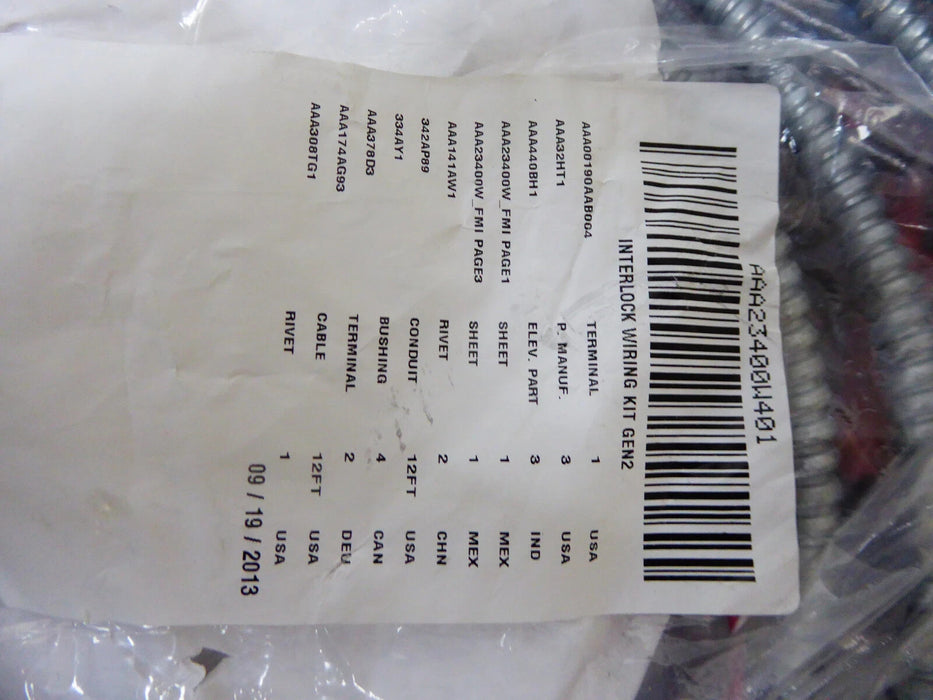 AAA23400W401
INTERLOCK WIRING KIT GEN2
AAA00190AAB004 TERMINAL 1 USA
AAA32HT1 P. MANUF. 3 USA
AAA440BH1 ELEV. PART 3 IND
AAA23400W_FMI PAGE1 SHEET 1 MEX
AAA23400W_FMI PAGE3 SHEET 1 MEX
AAA141AW1 RIVET 2 CHN
342AP89 CONDUIT 12FT USA
334AY1 BUSHING 4 CAN
AAA378D3 TERMINAL 2 DEU
AAA174AG93 CABLE 12FT USA
AAA308TG1 RIVET 1 USA
09 / 19 / 2013